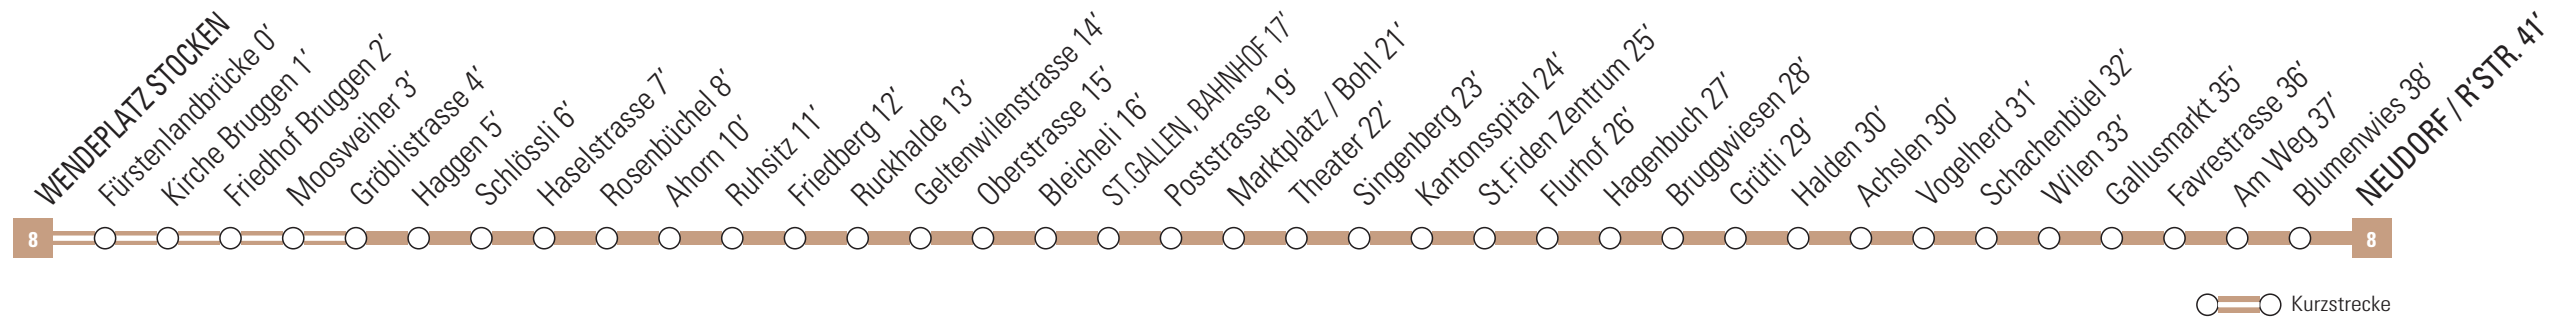 WENDEPLATZ STOCKEN
Fürstenlandbrücke 0'
Kirche Bruggen 1'
Friedhof Bruggen 2'
Moosweiher 3'
Gröblistrasse 4'
Haggen 5'
Schlössli 6'
Haselstrasse 7'
Rosenbüchel 8'
Ahorn 10'
Ruhsitz 11'
Friedberg 12'
Ruckhalde 13'
Geltenwilenstrasse 14'
Oberstrasse 15'
Bleicheli 16'
ST.GALLEN, BAHNHOF 17'
Poststrasse 19'
Marktplatz / Bohl 21'
Theater 22'
Singenberg 23'
Kantonsspital 24'
St.Fiden Zentrum 25'
Flurhof 26'
Hagenbuch 27'
Bruggwiesen 28'
Grütli 29'
Halden 30'
Achslen 30'
Vogelherd 31'
Schachenbüel 32'
Wilen 33'
Gallusmarkt 35'
Favrestrasse 36'
Am Weg 37'
Blumenwies 38'
NEUDORF / R'STR. 41'
8
8
Kurzstrecke